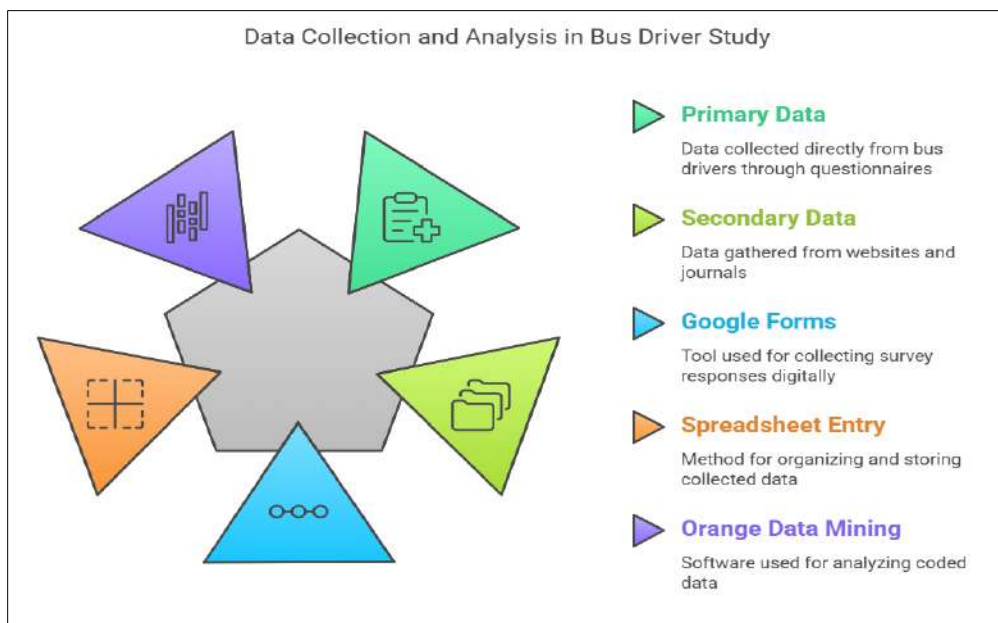 Data Collection and Analysis in Bus Driver Study
Primary Data
Data collected directly from bus
drivers through questionnaires
Secondary Data
Data gathered from websites and
journals
Google Forms
Tool used for collecting survey
responses digitally
Spreadsheet Entry
Method for organizing and storing
collected data
Orange Data Mining
Software used for analyzing coded
data